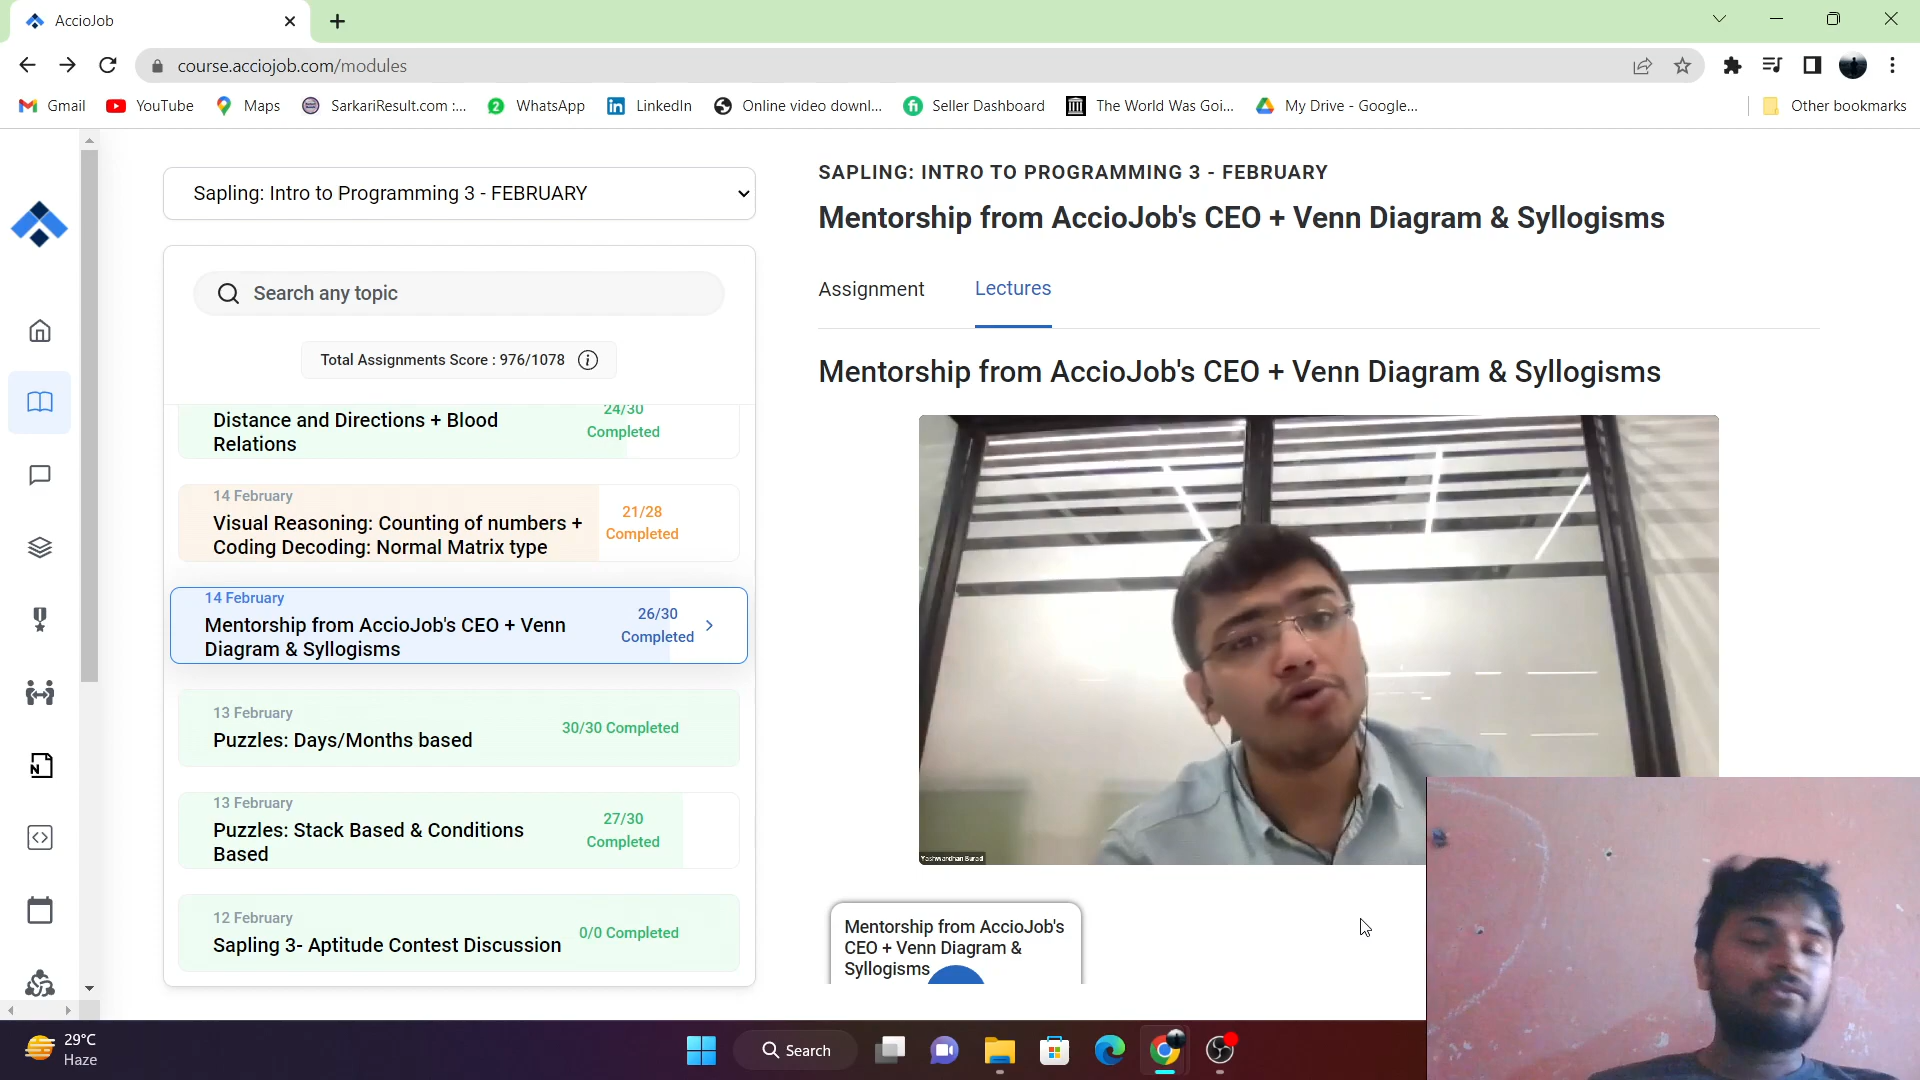 AccioJob
course.acciojob.com/modules
Gmail
YouTube
Maps
SarkariResult.com :...
WhatsApp
LinkedIn
Online video downl...
Seller Dashboard
The World Was Goi...
My Drive - Google...
Other bookmarks
Sapling: Intro to Programming 3 - FEBRUARY
Search any topic
Total Assignments Score : 976/1078
Distance and Directions + Blood
Relations
24/30
Completed
14 February
Visual Reasoning: Counting of numbers +
Coding Decoding: Normal Matrix type
21/28
Completed
14 February
Mentorship from AccioJob's CEO + Venn
Diagram & Syllogisms
26/30
Completed
13 February
Puzzles: Days/Months based
30/30 Completed
13 February
Puzzles: Stack Based & Conditions
Based
27/30
Completed
12 February
Sapling 3- Aptitude Contest Discussion
0/0 Completed
SAPLING: INTRO TO PROGRAMMING 3 - FEBRUARY
Mentorship from AccioJob's CEO + Venn Diagram & Syllogisms
Assignment
Lectures
Mentorship from AccioJob's CEO + Venn Diagram & Syllogisms
Yashwardhan Burad
Mentorship from AccioJob's
CEO + Venn Diagram &
Syllogisms
29°C
Haze
Search